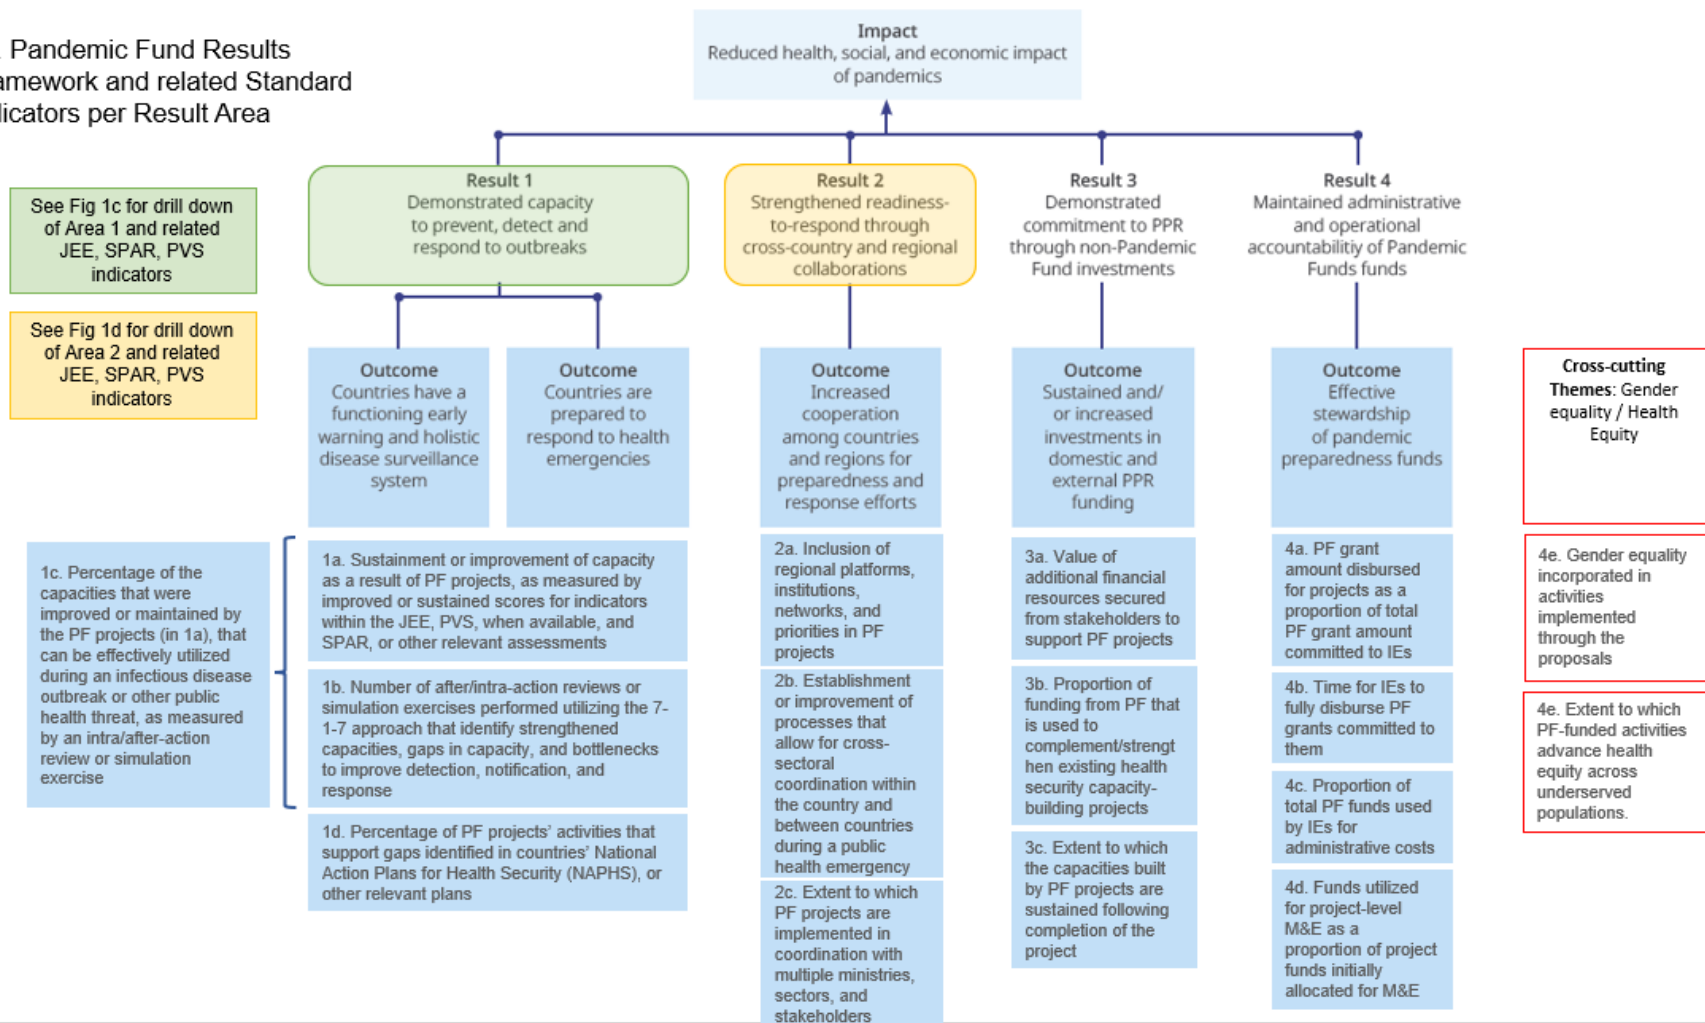 Pandemic Fund Results
amework and related Standard
dicators per Result Area
Impact
Reduced health, social, and economic impact
of pandemics
See Fig 1c for drill down
of Area 1 and related
JEE, SPAR, PVS
indicators
See Fig 1d for drill down
of Area 2 and related
JEE, SPAR, PVS
indicators
Result 1
Demonstrated capacity
to prevent, detect and
respond to outbreaks
Result 2
Strengthened readiness-
to-respond through
cross-country and regional
collaborations
Result 3
Demonstrated
commitment to PPR
through non-Pandemic
Fund investments
Result 4
Maintained administrative
and operational
accountabilitiy of Pandemic
Funds funds
Outcome
Countries have a
functioning early
warning and holistic
disease surveillance
system
Outcome
Countries are
prepared to
respond to health
emergencies
Outcome
Increased
cooperation
among countries
and regions for
preparedness and
response efforts
Outcome
Sustained and/
or increased
investments in
domestic and
external PPR
funding
Outcome
Effective
stewardship
of pandemic
preparedness funds
Cross-cutting
Themes: Gender
equality / Health
Equity
1c. Percentage of the
capacities that were
improved or maintained by
the PF projects (in 1a), that
can be effectively utilized
during an infectious disease
outbreak or other public
health threat, as measured
by an intra/after-action
review or simulation
exercise
1a. Sustainment or improvement of capacity
as a result of PF projects, as measured by
improved or sustained scores for indicators
within the JEE, PVS, when available, and
SPAR, or other relevant assessments
1b. Number of after/intra-action reviews or
simulation exercises performed utilizing the 7-
1-7 approach that identify strengthened
capacities, gaps in capacity, and bottlenecks
to improve detection, notification, and
response
1d. Percentage of PF projects' activities that
support gaps identified in countries' National
Action Plans for Health Security (NAPHS), or
other relevant plans
2a. Inclusion of
regional platforms,
institutions,
networks, and
priorities in PF
projects
2b. Establishment
or improvement of
processes that
allow for cross-
sectoral
coordination within
the country and
between countries
during a public
health emergency
2c. Extent to which
PF projects are
implemented in
coordination with
multiple ministries,
sectors, and
stakeholders
3a. Value of
additional financial
resources secured
from stakeholders to
support PF projects
3b. Proportion of
funding from PF that
is used to
complement/strengt
hen existing health
security capacity-
building projects
3c. Extent to which
the capacities built
by PF projects are
sustained following
completion of the
project
4a. PF grant
amount disbursed
for projects as a
proportion of total
PF grant amount
committed to IEs
4b. Time for IEs to
fully disburse PF
grants committed to
them
4c. Proportion of
total PF funds used
by IEs for
administrative costs
4d. Funds utilized
for project-level
M&E as a
proportion of project
funds initially
allocated for M&E
4e. Gender equality
incorporated in
activities
implemented
through the
proposals
4e. Extent to which
PF-funded activities
advance health
equity across
underserved
populations.